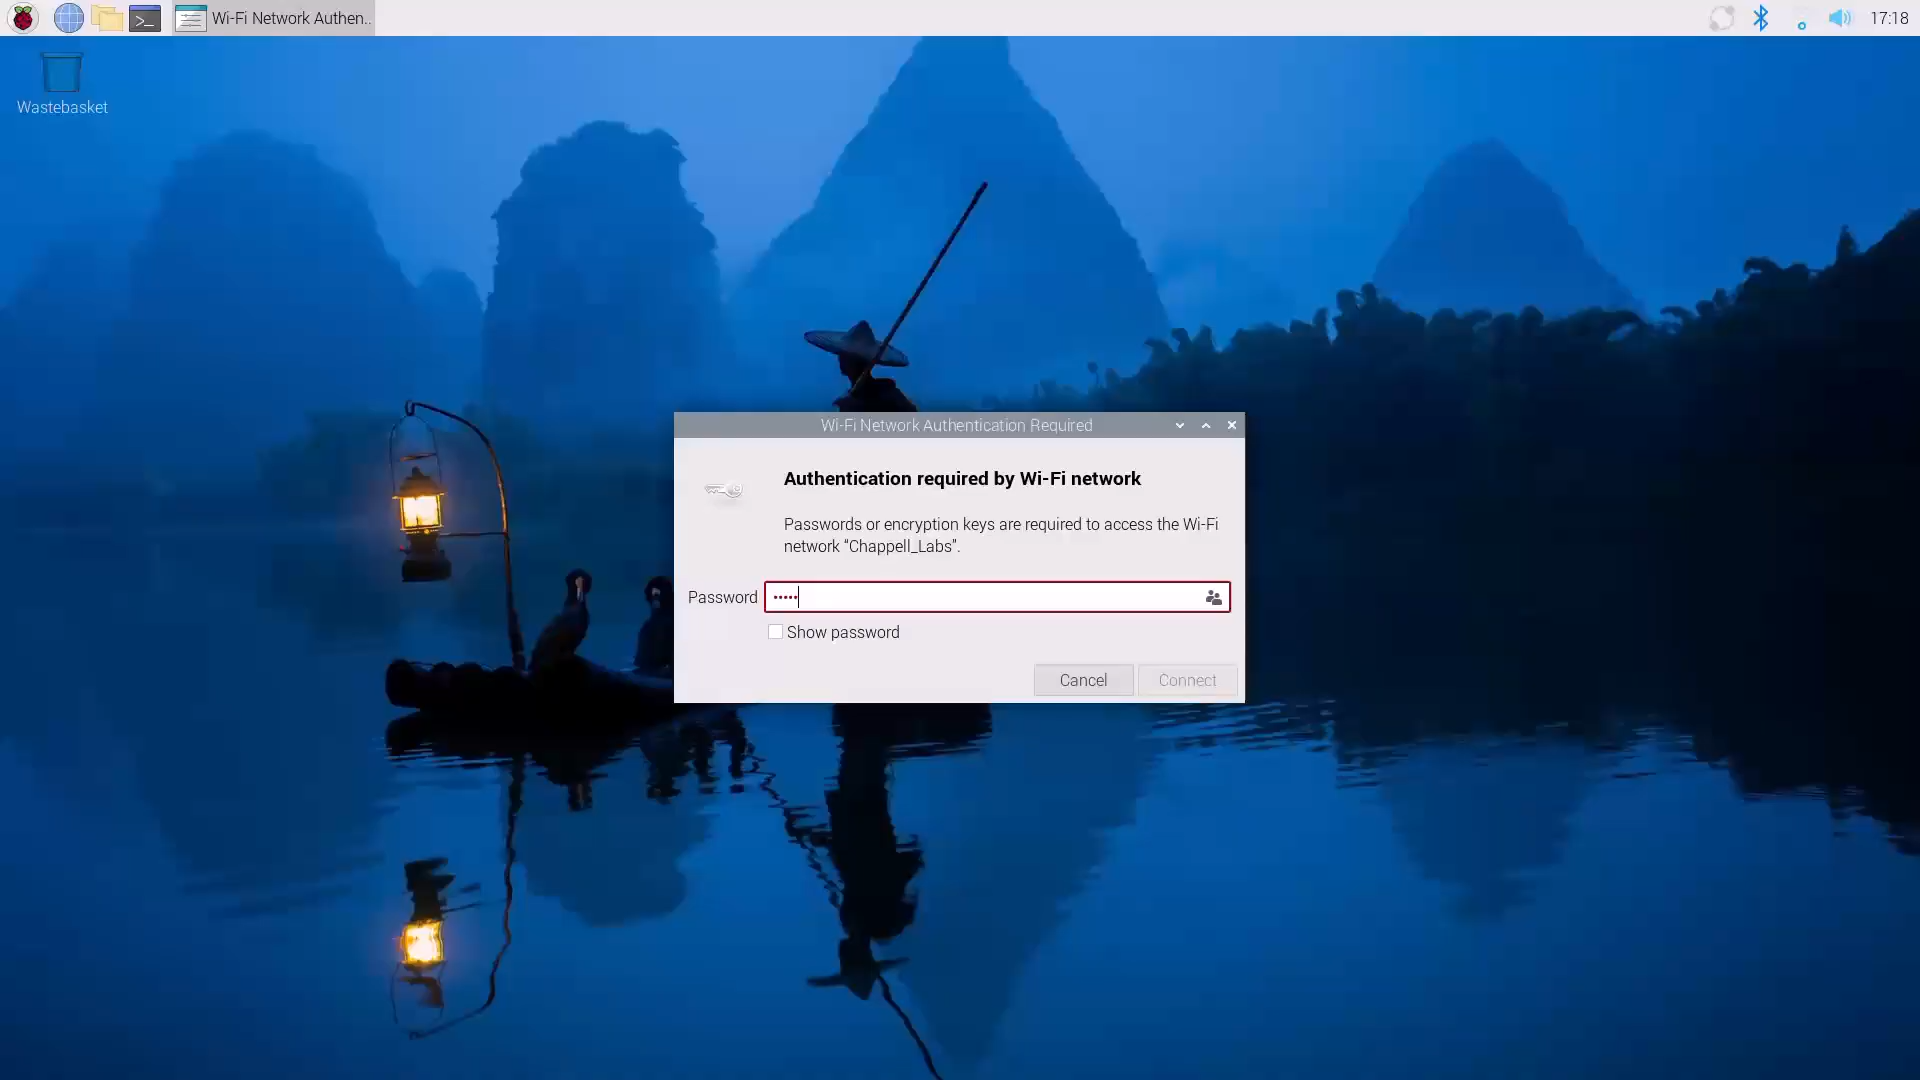 Wi-Fi Network Authen..
17:18
Wastebasket
Wi-Fi Network Authentication Required
Authentication required by Wi-Fi network
Passwords or encryption keys are required to access the Wi-Fi
network “Chappell_Labs”.
Password •••••
Show password
Cancel Connect